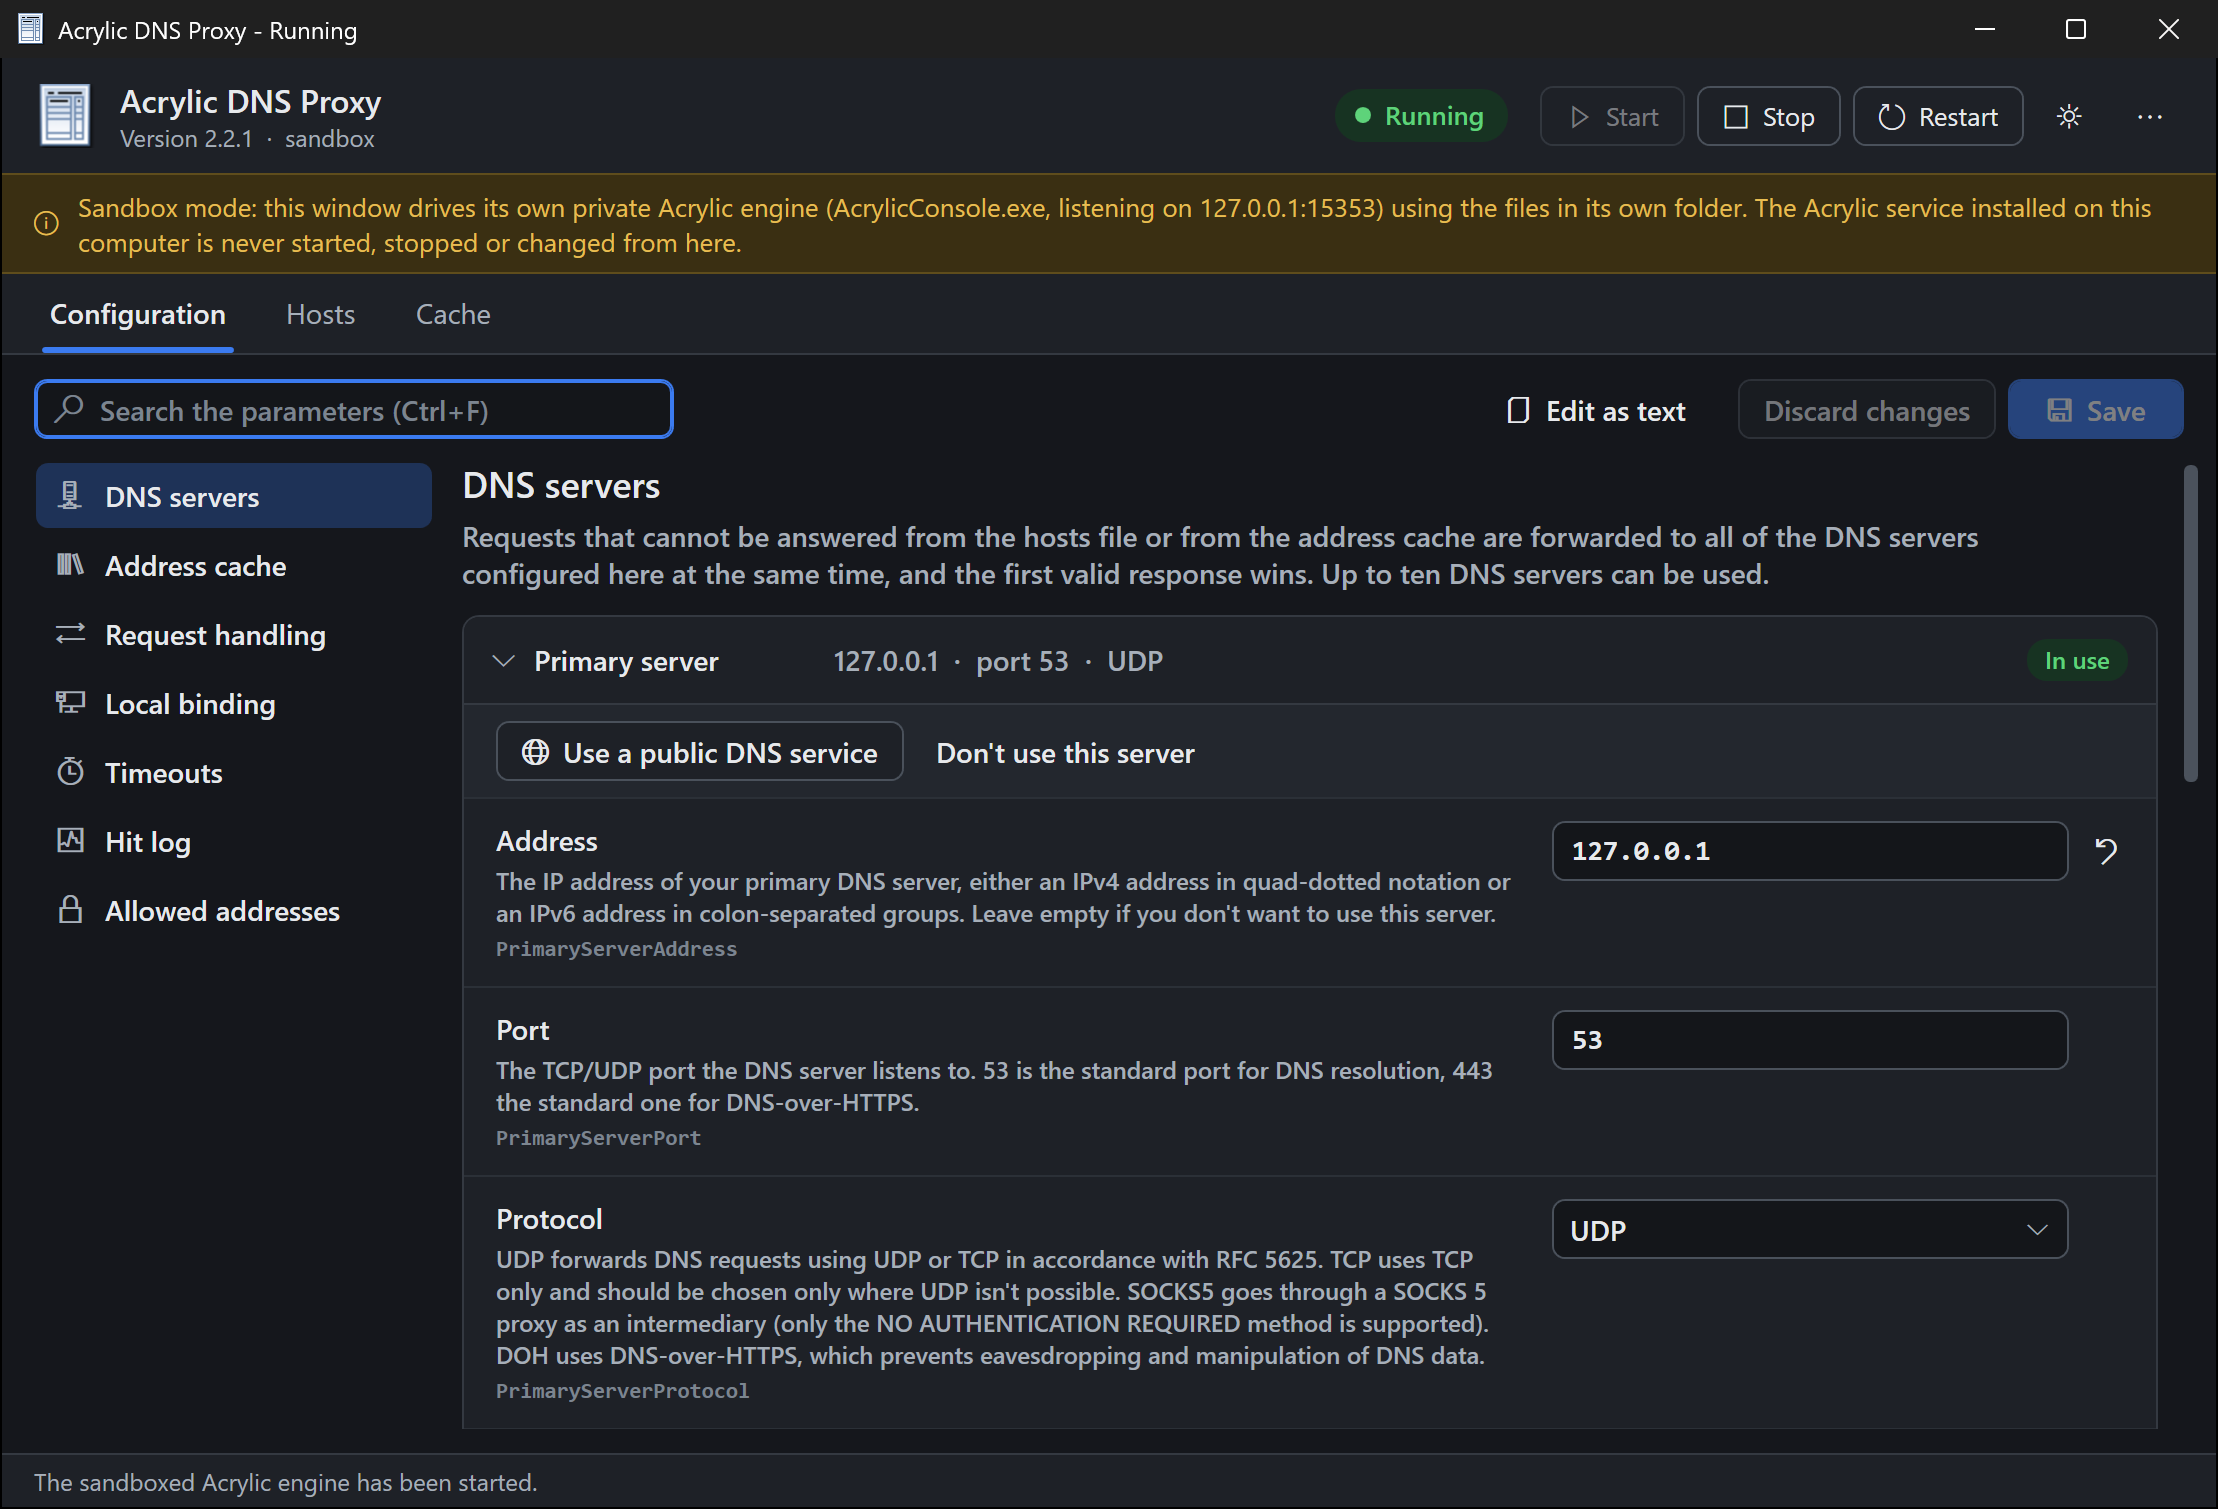 Acrylic DNS Proxy - Running
Acrylic DNS Proxy
Version 2.2.1 · sandbox
Running
Start
Stop
Restart
Sandbox mode: this window drives its own private Acrylic engine (AcrylicConsole.exe, listening on 127.0.0.1:15353) using the files in its own folder. The Acrylic service installed on this
computer is never started, stopped or changed from here.
Configuration
Hosts
Cache
Search the parameters (Ctrl+F)
Edit as text
Discard changes
Save
DNS servers
Address cache
Request handling
Local binding
Timeouts
Hit log
Allowed addresses
DNS servers
Requests that cannot be answered from the hosts file or from the address cache are forwarded to all of the DNS servers
configured here at the same time, and the first valid response wins. Up to ten DNS servers can be used.
Primary server
127.0.0.1 · port 53 · UDP
In use
Use a public DNS service
Don't use this server
Address
The IP address of your primary DNS server, either an IPv4 address in quad-dotted notation or
an IPv6 address in colon-separated groups. Leave empty if you don't want to use this server.
PrimaryServerAddress
127.0.0.1
Port
The TCP/UDP port the DNS server listens to. 53 is the standard port for DNS resolution, 443
the standard one for DNS-over-HTTPS.
PrimaryServerPort
53
Protocol
UDP forwards DNS requests using UDP or TCP in accordance with RFC 5625. TCP uses TCP
only and should be chosen only where UDP isn't possible. SOCKS5 goes through a SOCKS 5
proxy as an intermediary (only the NO AUTHENTICATION REQUIRED method is supported).
DOH uses DNS-over-HTTPS, which prevents eavesdropping and manipulation of DNS data.
PrimaryServerProtocol
UDP
The sandboxed Acrylic engine has been started.